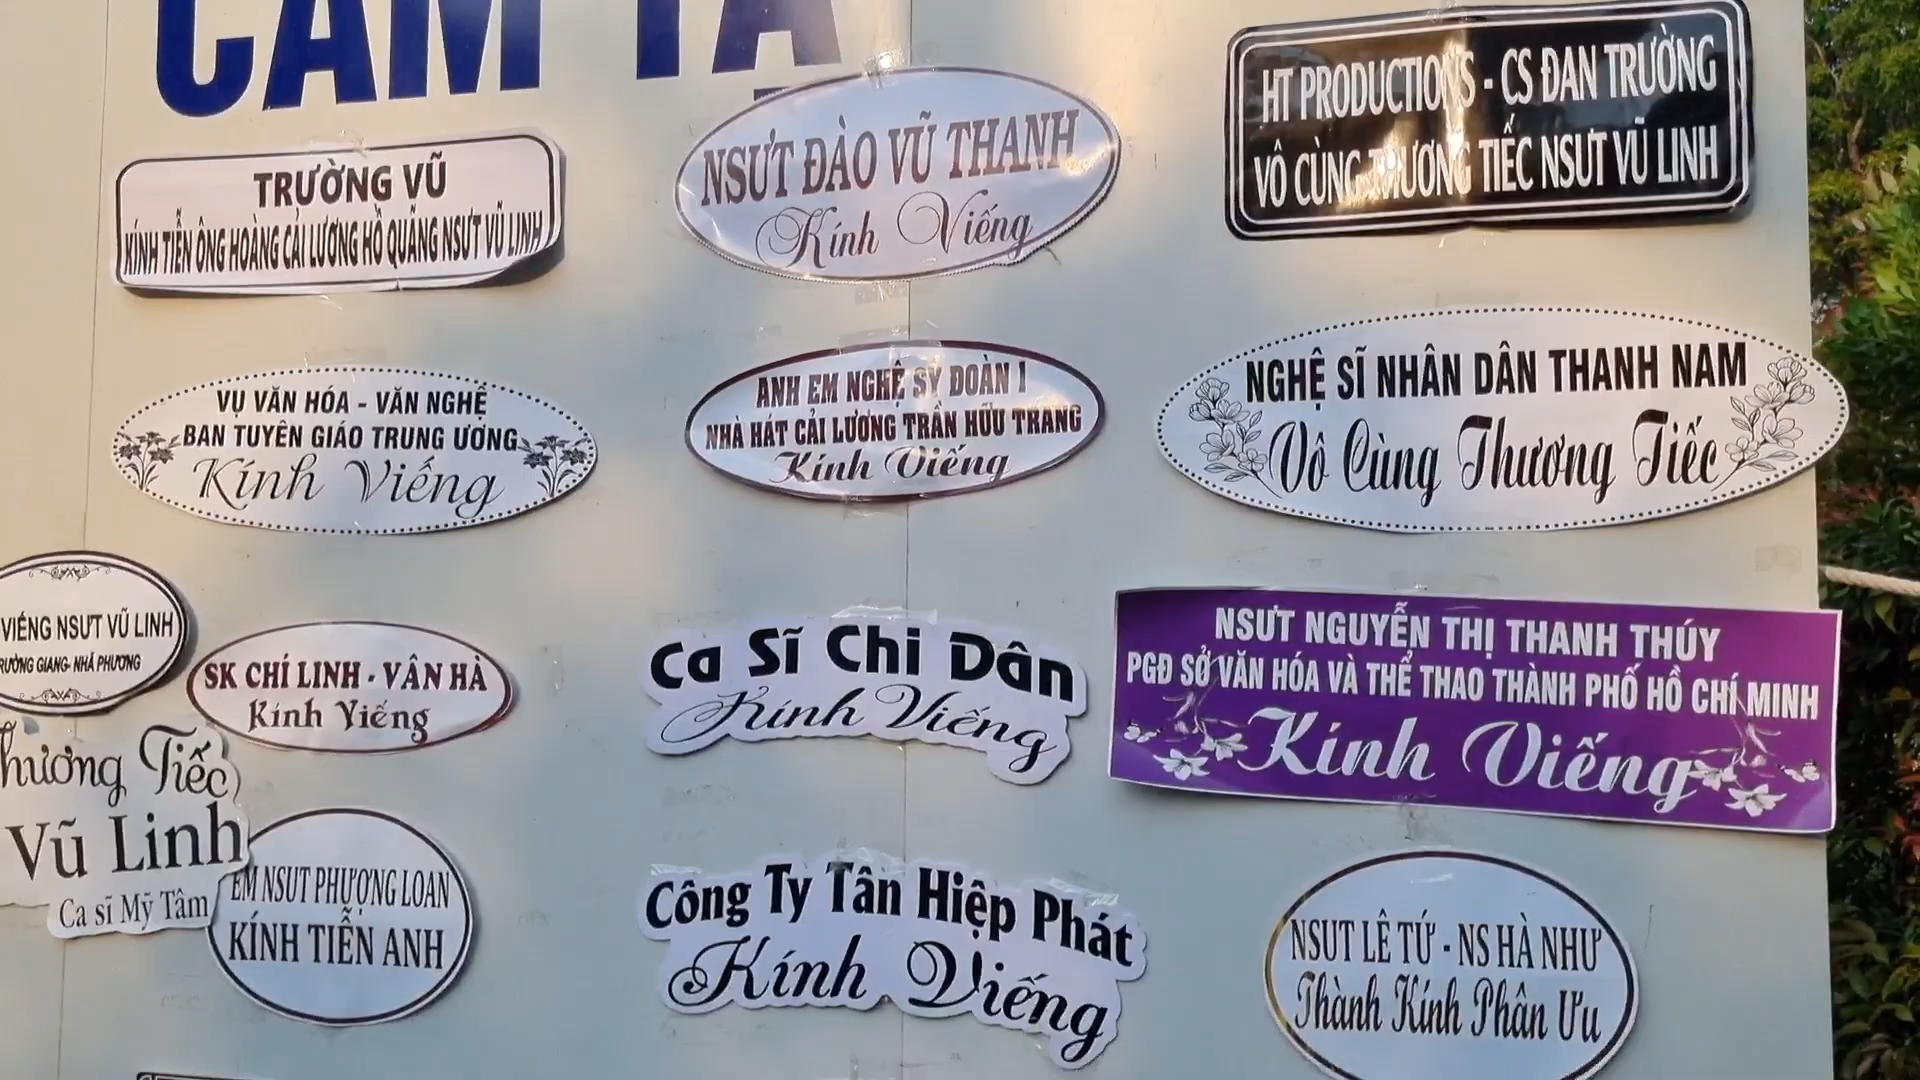 CẢM TẠ
TRƯỜNG VŨ
KÍNH TIỄN ÔNG HOÀNG CẢI LƯƠNG HỒ QUẢNG NSƯT VŨ LINH
NSƯT ĐÀO VŨ THANH
Kính Viếng
HT PRODUCTIONS - CS ĐAN TRƯỜNG
VÔ CÙNG THƯƠNG TIẾC NSƯT VŨ LINH
VỤ VĂN HÓA - VĂN NGHỆ
BAN TUYÊN GIÁO TRUNG ƯƠNG
Kính Viếng
ANH EM NGHỆ SỸ ĐOÀN 1
NHÀ HÁT CẢI LƯƠNG TRẦN HỮU TRANG
Kính Viếng
NGHỆ SĨ NHÂN DÂN THANH NAM
Vô Cùng Thương Tiếc
VIẾNG NSƯT VŨ LINH
RƯỜNG GIANG- NHÃ PHƯƠNG
SK CHÍ LINH - VÂN HÀ
Kính Viếng
Ca Sĩ Chi Dân
Kính Viếng
NSƯT NGUYỄN THỊ THANH THÚY
PGĐ SỞ VĂN HÓA VÀ THỂ THAO THÀNH PHỐ HỒ CHÍ MINH
Kính Viếng
hương Tiếc
Vũ Linh
Ca sĩ Mỹ Tâm
EM NSUT PHƯỢNG LOAN
KÍNH TIỄN ANH
Công Ty Tân Hiệp Phát
Kính Viếng
NSUT LÊ TỨ - NS HÀ NHƯ
Thành Kính Phân Ưu